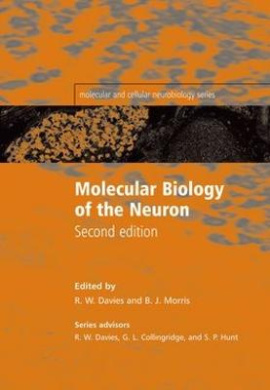 molecular and cellular neurobiology series
Molecular Biology
of the Neuron
Second edition
Edited by
R. W. Davies and B. J. Morris
Series advisors
R. W. Davies, G. L. Collingridge, and S. P. Hunt